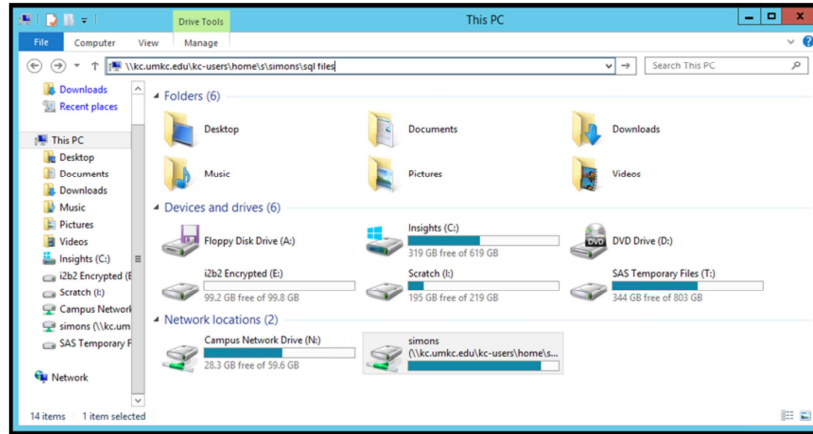 Drive Tools
This PC
File Computer View Manage
\\kc.umkc.edu\kc-users\home\s\simons\sql files
Search This PC
Downloads
Recent places
This PC
Desktop
Documents
Downloads
Music
Pictures
Videos
Insights (C:)
i2b2 Encrypted (E
Scratch (I:)
Campus Network
simons (\\kc.um
SAS Temporary F
Network
Folders (6)
Desktop
Documents
Downloads
Music
Pictures
Videos
Devices and drives (6)
Floppy Disk Drive (A:)
Insights (C:)
319 GB free of 619 GB
DVD
DVD Drive (D:)
i2b2 Encrypted (E:)
99.2 GB free of 99.8 GB
Scratch (I:)
195 GB free of 219 GB
SAS Temporary Files (T:)
344 GB free of 803 GB
Network locations (2)
Campus Network Drive (N:)
28.3 GB free of 59.6 GB
simons
(\\kc.umkc.edu\kc-users\home\s...
14 items 1 item selected